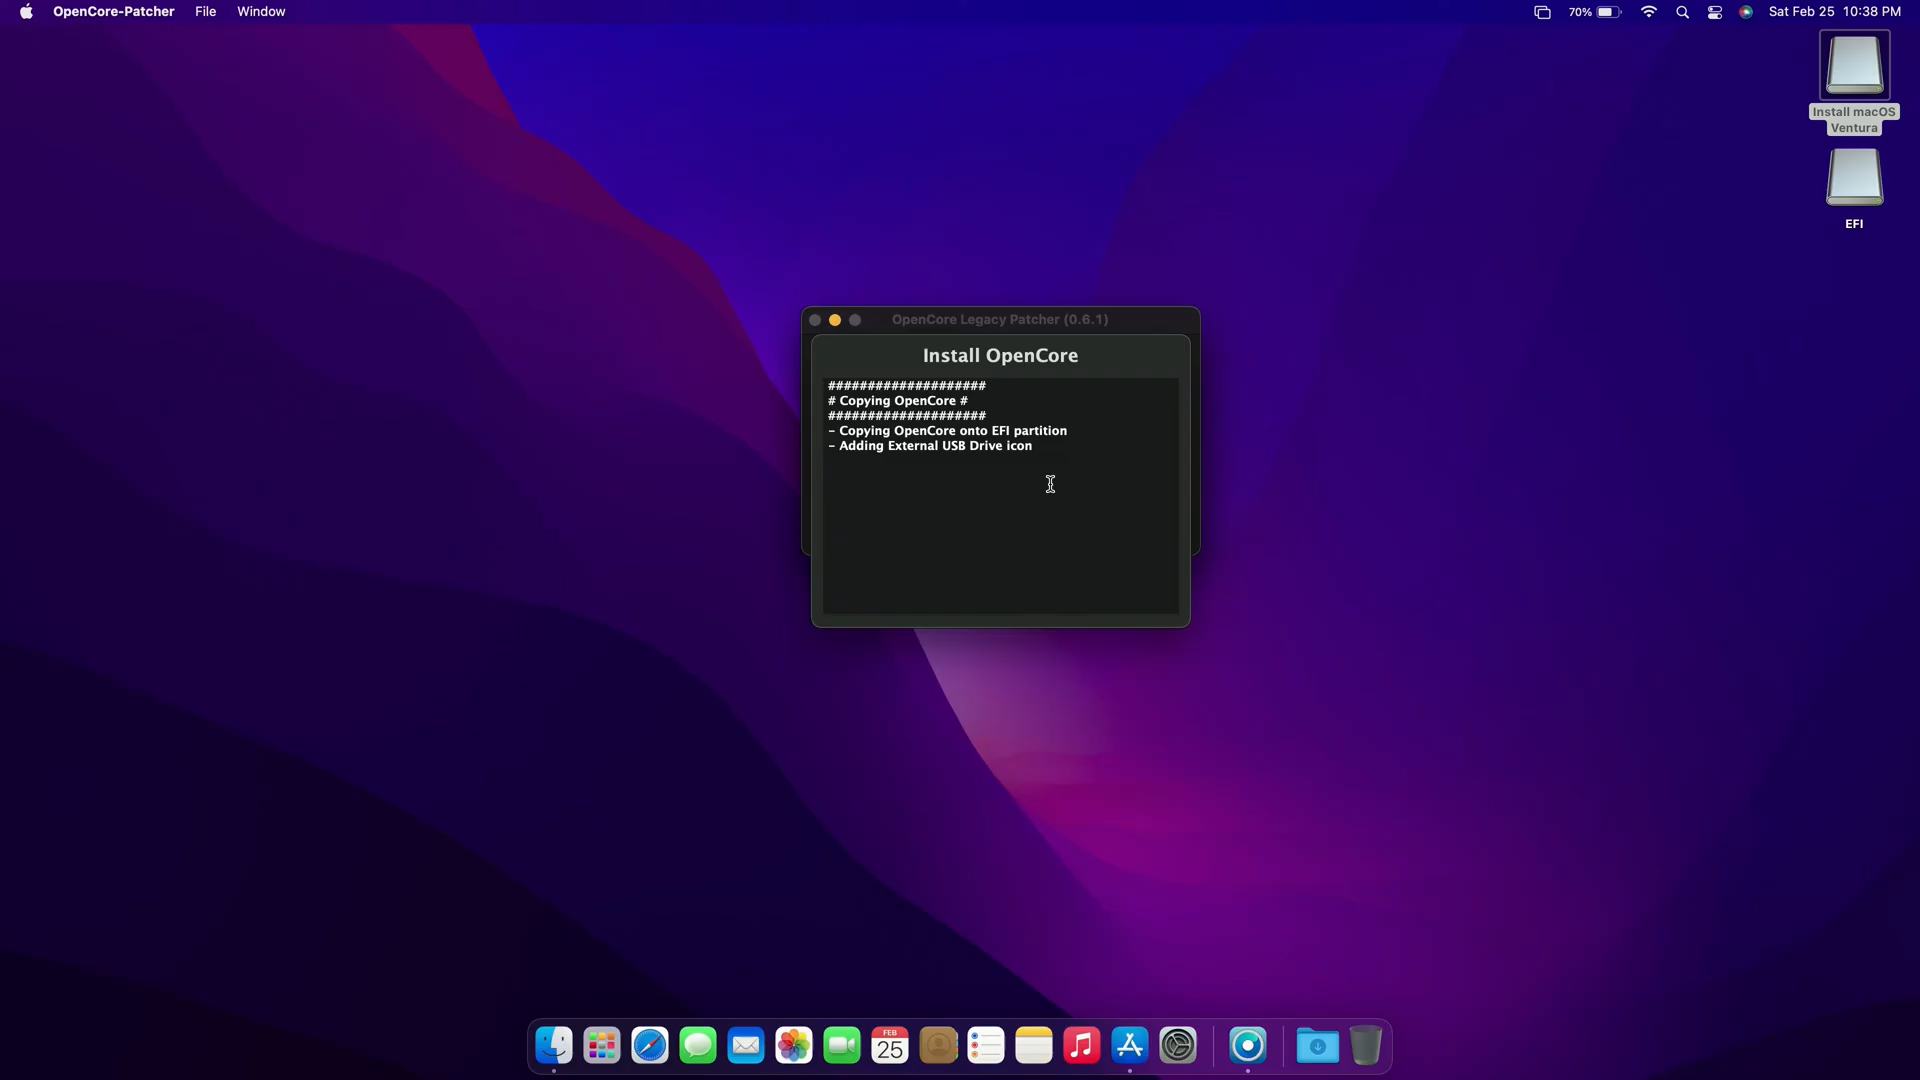 OpenCore-Patcher File Window
70% Sat Feb 25 10:38 PM
Install macOS
Ventura
EFI
OpenCore Legacy Patcher (0.6.1)
Install OpenCore
####################
# Copying OpenCore #
####################
- Copying OpenCore onto EFI partition
- Adding External USB Drive icon
FEB
25